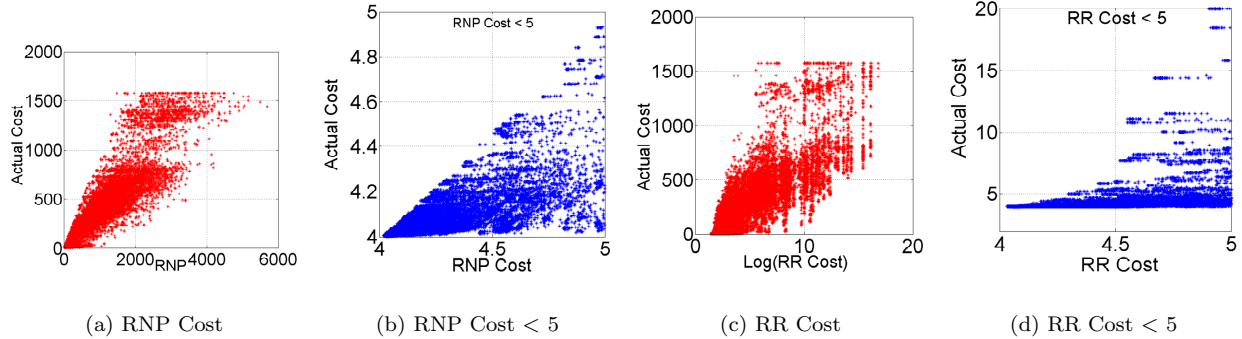 2000
1500
1000
500
0
Actual Cost
0 2000 4000 6000
RNP
(a) RNP Cost
RNP Cost < 5
5
4.8
4.6
4.4
4.2
4
Actual Cost
4 4.5 5
RNP Cost
(b) RNP Cost < 5
2000
1500
1000
500
0
Actual Cost
0 10 20
Log(RR Cost)
(c) RR Cost
RR Cost < 5
20
15
10
5
Actual Cost
4 4.5 5
RR Cost
(d) RR Cost < 5